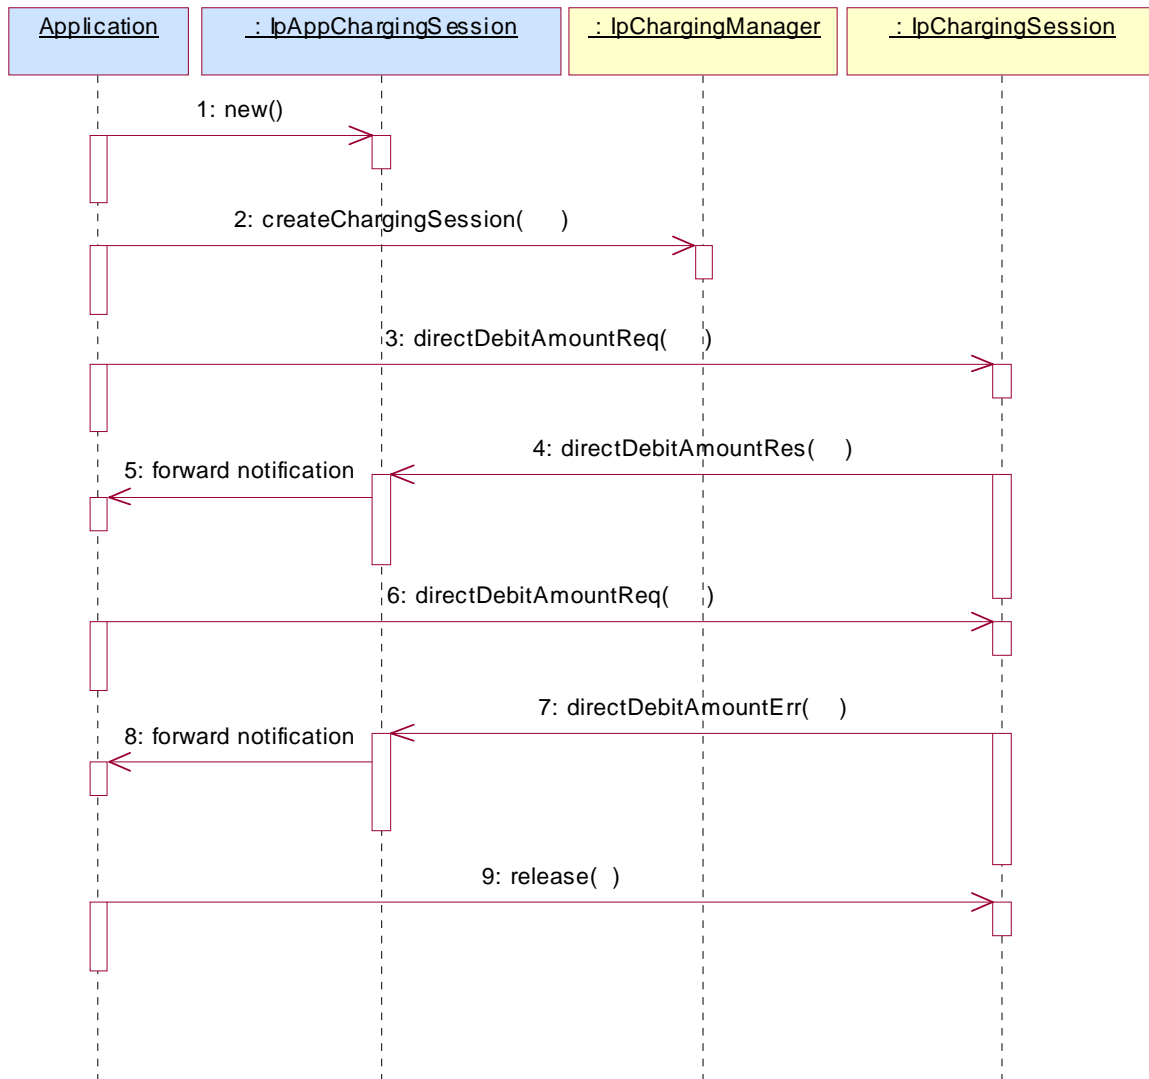 Application
: IpAppChargingSession
: IpChargingManager
: IpChargingSession
1: new()
2: createChargingSession( )
3: directDebitAmountReq( )
4: directDebitAmountRes( )
5: forward notification
6: directDebitAmountReq( )
7: directDebitAmountErr( )
8: forward notification
9: release( )